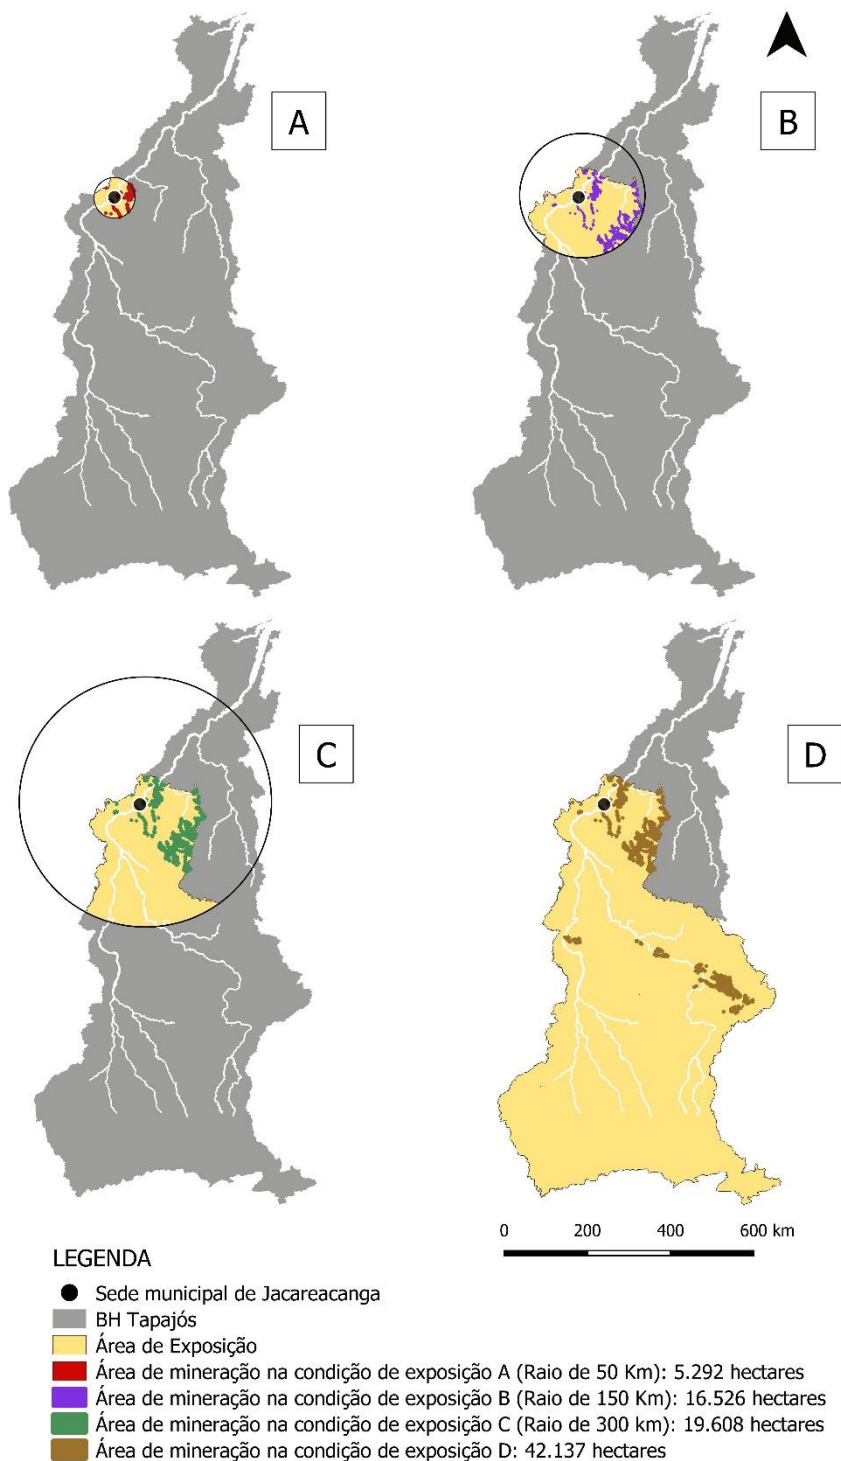 A
B
C
D
0 200 400 600 km
LEGENDA
Sede municipal de Jacareacanga
BH Tapajós
Área de Exposição
Área de mineração na condição de exposição A (Raio de 50 Km): 5.292 hectares
Área de mineração na condição de exposição B (Raio de 150 Km): 16.526 hectares
Área de mineração na condição de exposição C (Raio de 300 km): 19.608 hectares
Área de mineração na condição de exposição D: 42.137 hectares